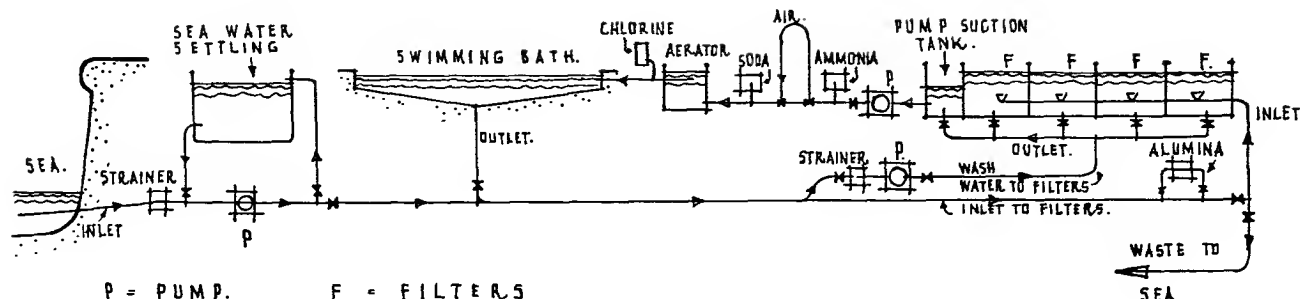 SEA WATER
SETTLING
SWIMMING BATH.
CHLORINE
AERATOR
SODA
AIR.
AMMONIA
P
PUMP SUCTION
TANK.
F
F
F
F.
INLET
OUTLET.
OUTLET.
SEA.
STRAINER
INLET
P
STRAINER
P.
WASH
WATER TO FILTERS
INLET TO FILTERS.
ALUMINA
WASTE TO
SEA
P = PUMP. F = FILTERS